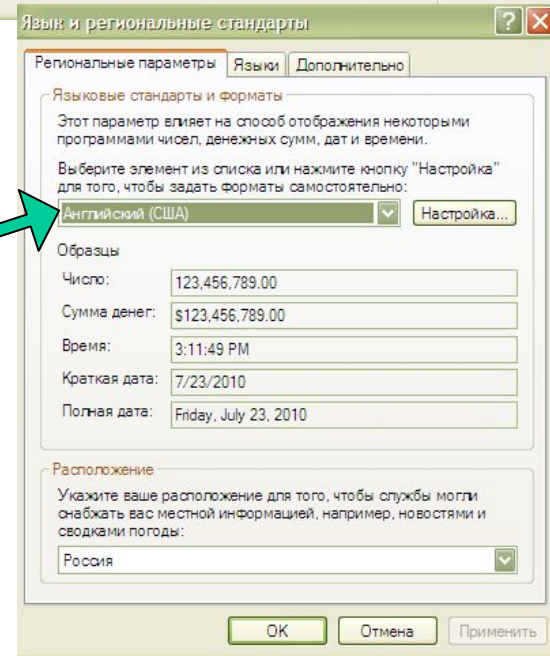 Язык и региональные стандарты
Региональные параметры Языки Дополнительно
Языковые стандарты и форматы
Этот параметр влияет на способ отображения некоторыми
программами чисел, денежных сумм, дат и времени.
Выберите элемент из списка или нажмите кнопку "Настройка"
для того, чтобы задать форматы самостоятельно:
Английский (США) Настройка...
Образцы
Число: 123,456,789.00
Сумма денег: $123,456,789.00
Время: 3:11:49 PM
Краткая дата: 7/23/2010
Полная дата: Friday, July 23, 2010
Расположение
Укажите ваше расположение для того, чтобы службы могли
снабжать вас местной информацией, например, новостями и
сводками погоды:
Россия
OK Отмена Применить